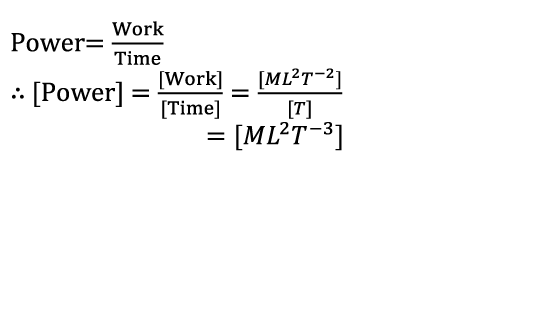 Power= Work/Time
∴ [Power] = [Work]/[Time] = [ML²T⁻²]/[T]
= [ML²T⁻³]